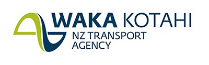 WAKA KOTAHI
NZ TRANSPORT
AGENCY